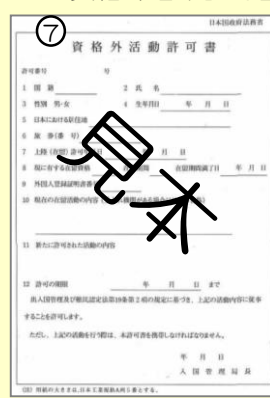 ⑦
日本国政府法務省
資格外活動許可書
許可番号 号
1 国籍 2 氏名
3 性別 男・女 4 生年月日 年 月 日
5 日本における居住地
6 旅券(番号)
7 上陸(在留)許可 年 月 日
8 現に有する在留資格 在留期間満了日 年 月 日
9 外国人登録証明書番号
10 現在の在留活動の内容
11 新たに許可された活動の内容
12 許可の期限 年 月 日 まで
出入国管理及び難民認定法第19条第2項の規定に基づき、上記の活動内容に従事
することを許可します。
ただし、上記の活動を行う際は、本許可書を携帯しなければなりません。
年 月 日
入国管理局長
(注) 用紙の大きさは、日本工業規格A列5番とする。
見本